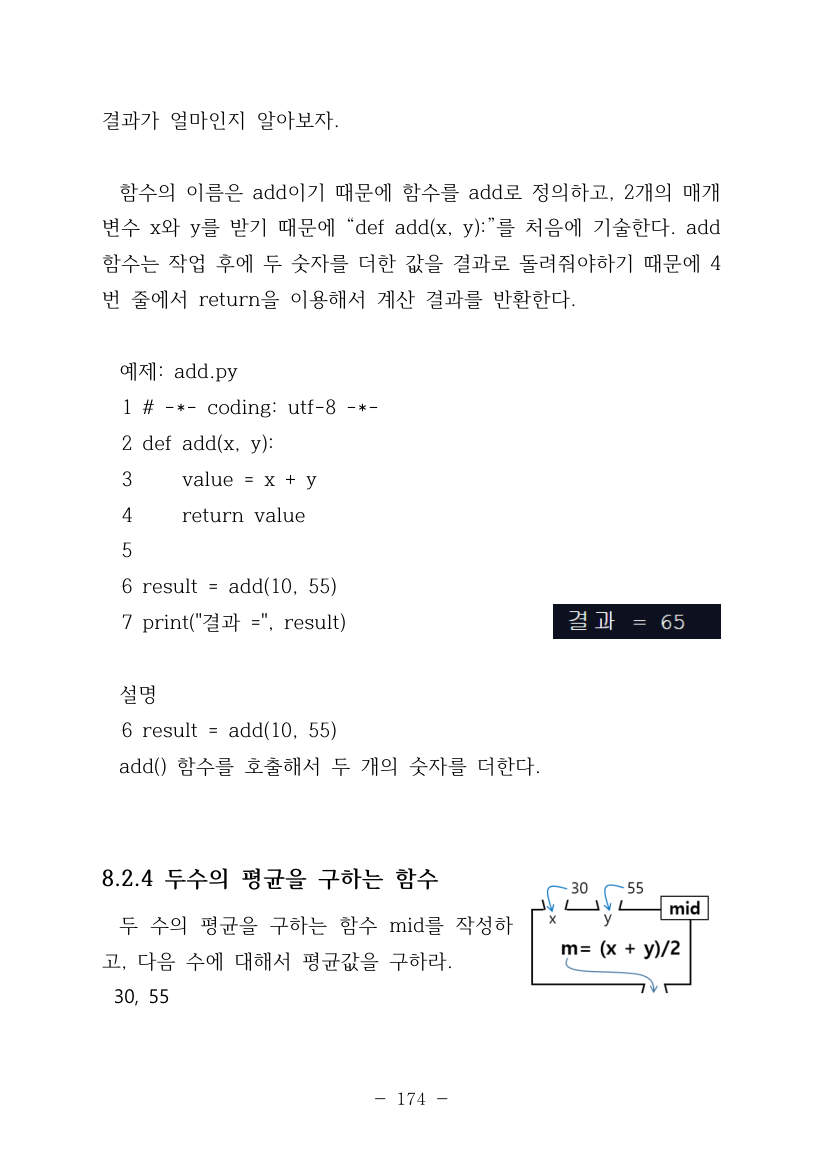 결과가 얼마인지 알아보자.
함수의 이름은 add이기 때문에 함수를 add로 정의하고, 2개의 매개
변수 x와 y를 받기 때문에 “def add(x, y):”를 처음에 기술한다. add
함수는 작업 후에 두 숫자를 더한 값을 결과로 돌려줘야하기 때문에 4
번 줄에서 return을 이용해서 계산 결과를 반환한다.
예제: add.py
1 # -*- coding: utf-8 -*-
2 def add(x, y):
3     value = x + y
4     return value
5
6 result = add(10, 55)
7 print("결과 =", result)
결과 = 65
설명
6 result = add(10, 55)
add() 함수를 호출해서 두 개의 숫자를 더한다.
8.2.4 두수의 평균을 구하는 함수
두 수의 평균을 구하는 함수 mid를 작성하
고, 다음 수에 대해서 평균값을 구하라.
30, 55
30 55
x y mid
m= (x + y)/2
- 174 -